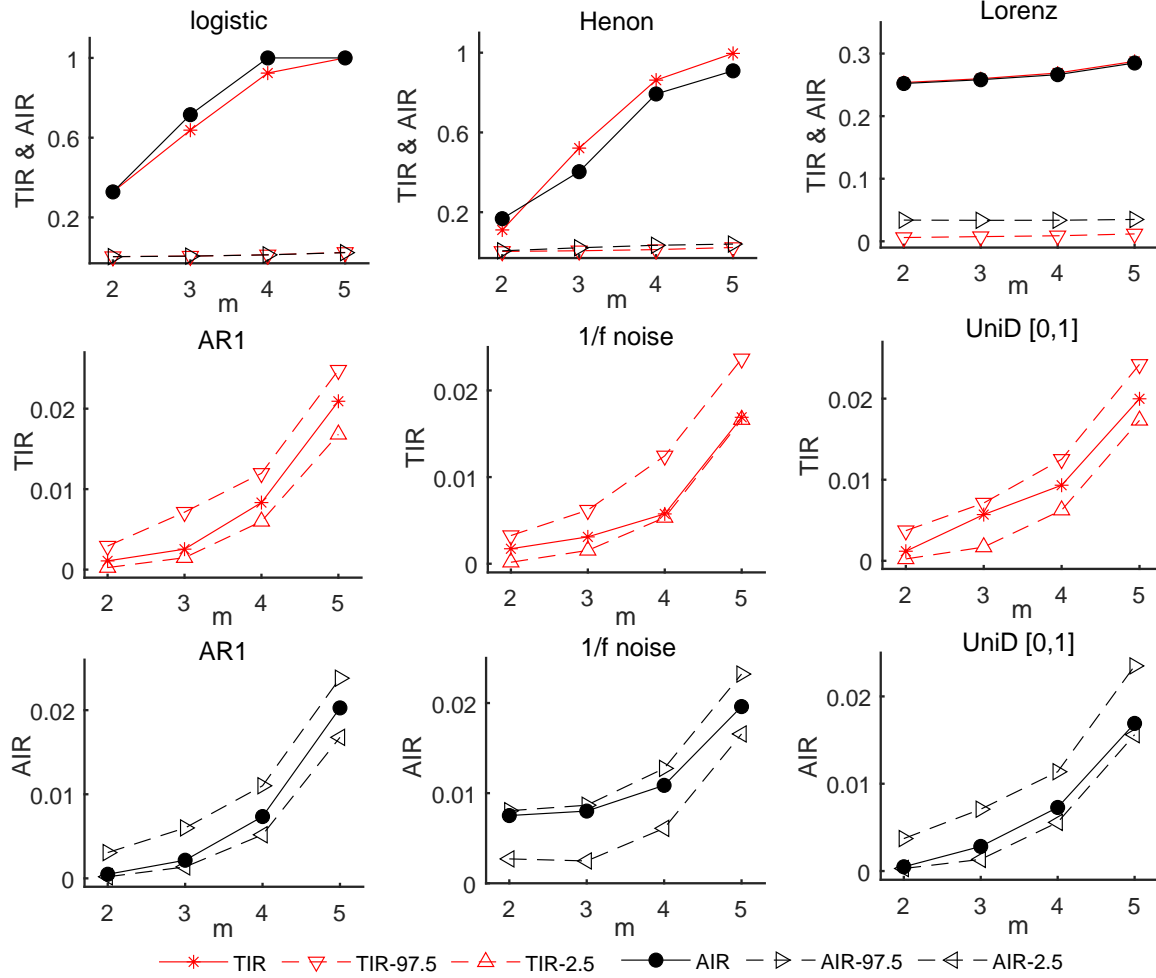 logistic
TIR & AIR
1
0.6
0.2
2 3 4 5
m
Henon
TIR & AIR
1
0.6
0.2
2 3 4 5
m
Lorenz
TIR & AIR
0.3
0.2
0.1
0
2 3 4 5
m
AR1
TIR
0.02
0.01
0
2 3 4 5
m
1/f noise
TIR
0.02
0.01
0
2 3 4 5
m
UniD [0,1]
TIR
0.02
0.01
0
2 3 4 5
m
AR1
AIR
0.02
0.01
0
2 3 4 5
m
1/f noise
AIR
0.02
0.01
0
2 3 4 5
m
UniD [0,1]
AIR
0.02
0.01
0
2 3 4 5
m
TIR TIR-97.5 TIR-2.5 AIR AIR-97.5 AIR-2.5